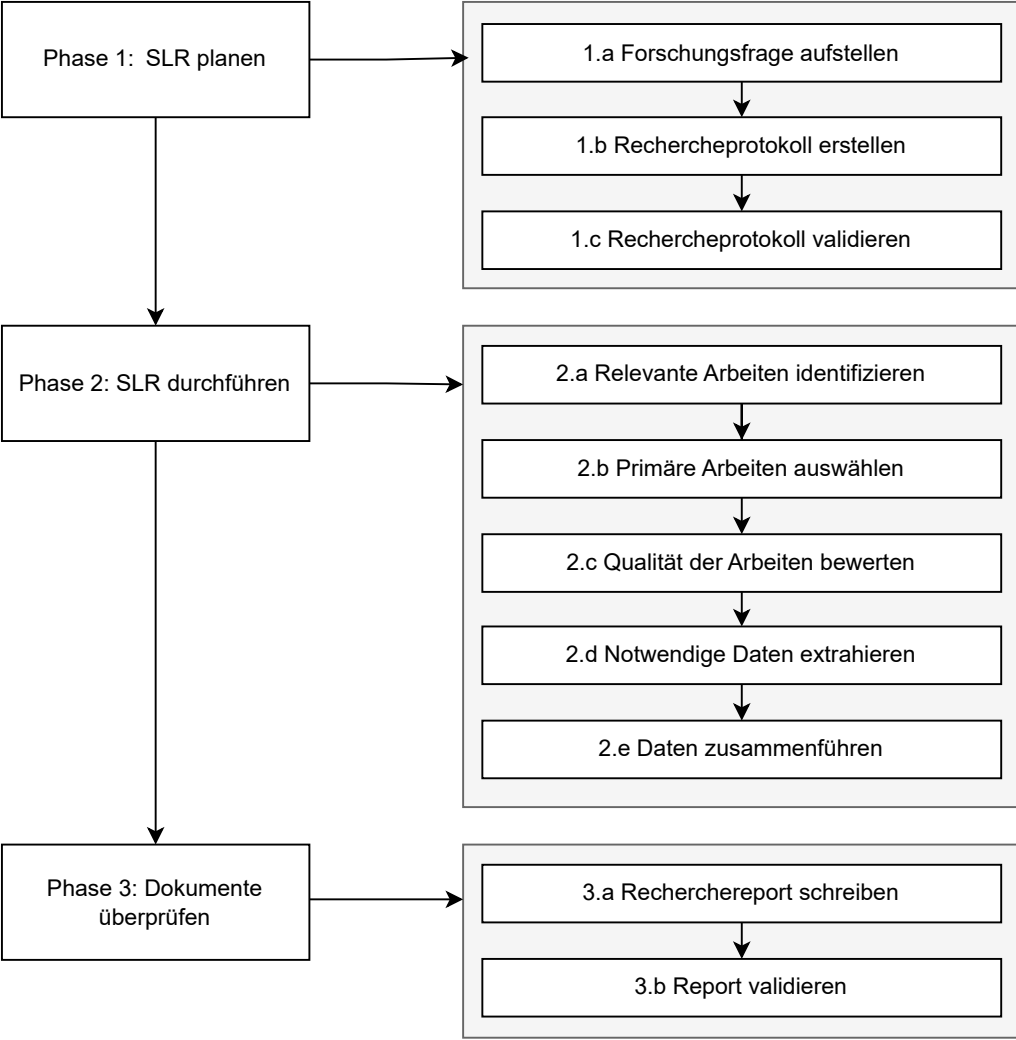 Phase 1: SLR planen
1.a Forschungsfrage aufstellen
1.b Rechercheprotokoll erstellen
1.c Rechercheprotokoll validieren
Phase 2: SLR durchführen
2.a Relevante Arbeiten identifizieren
2.b Primäre Arbeiten auswählen
2.c Qualität der Arbeiten bewerten
2.d Notwendige Daten extrahieren
2.e Daten zusammenführen
Phase 3: Dokumente
überprüfen
3.a Recherchereport schreiben
3.b Report validieren